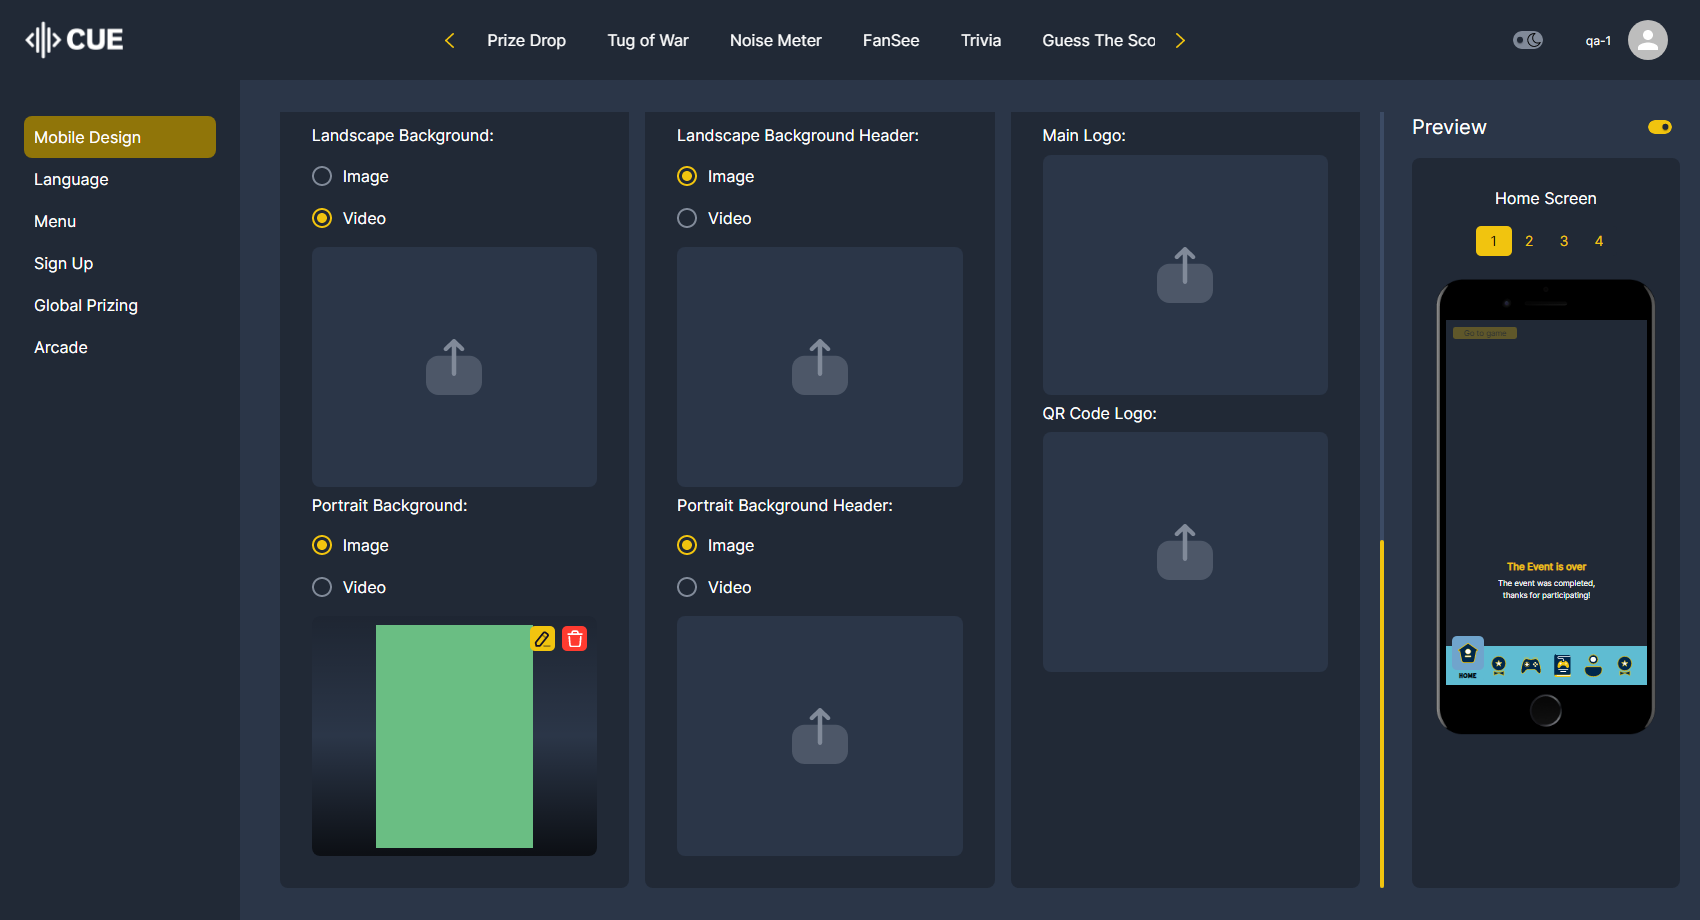 CUE
Prize Drop
Tug of War
Noise Meter
FanSee
Trivia
Guess The Sco
qa-1
Mobile Design
Language
Menu
Sign Up
Global Prizing
Arcade
Landscape Background:
Image
Video
Portrait Background:
Image
Video
Landscape Background Header:
Image
Video
Portrait Background Header:
Image
Video
Main Logo:
QR Code Logo:
Preview
Home Screen
1 2 3 4
Go to game
The Event is over
The event was completed,
thanks for participating!
HOME